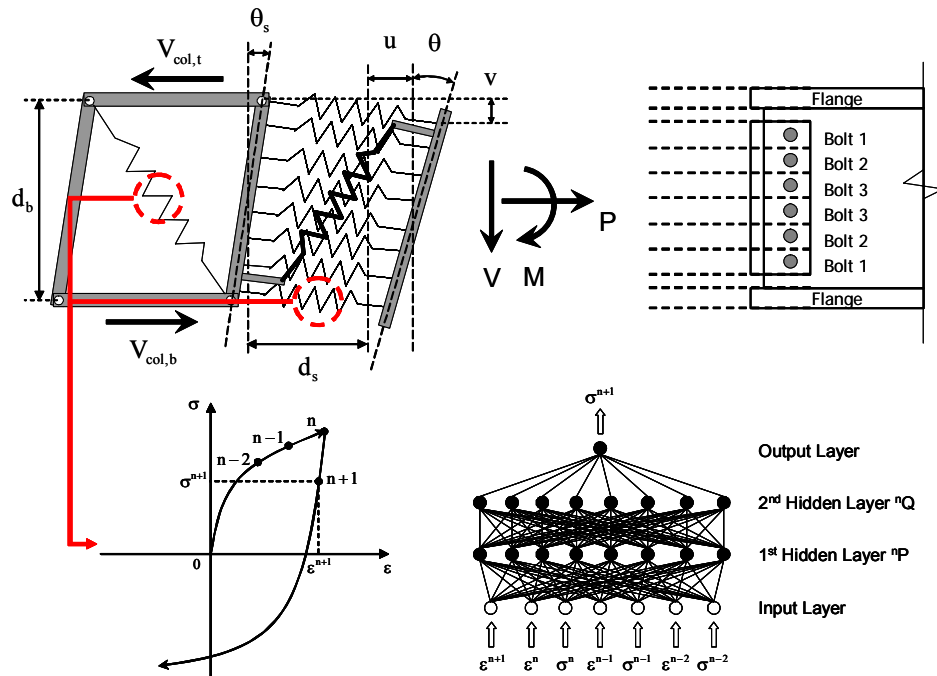 θs
u
θ
v
Vcol,t
db
ds
Vcol,b
V
M
P
Flange
Bolt 1
Bolt 2
Bolt 3
Bolt 3
Bolt 2
Bolt 1
Flange
σ
n
n−1
n−2
σⁿ⁺¹
n+1
0
εⁿ⁺¹
ε
σⁿ⁺¹
Output Layer
2nd Hidden Layer ⁿQ
1st Hidden Layer ⁿP
Input Layer
εⁿ⁺¹ εⁿ σⁿ εⁿ⁻¹ σⁿ⁻¹ εⁿ⁻² σⁿ⁻²